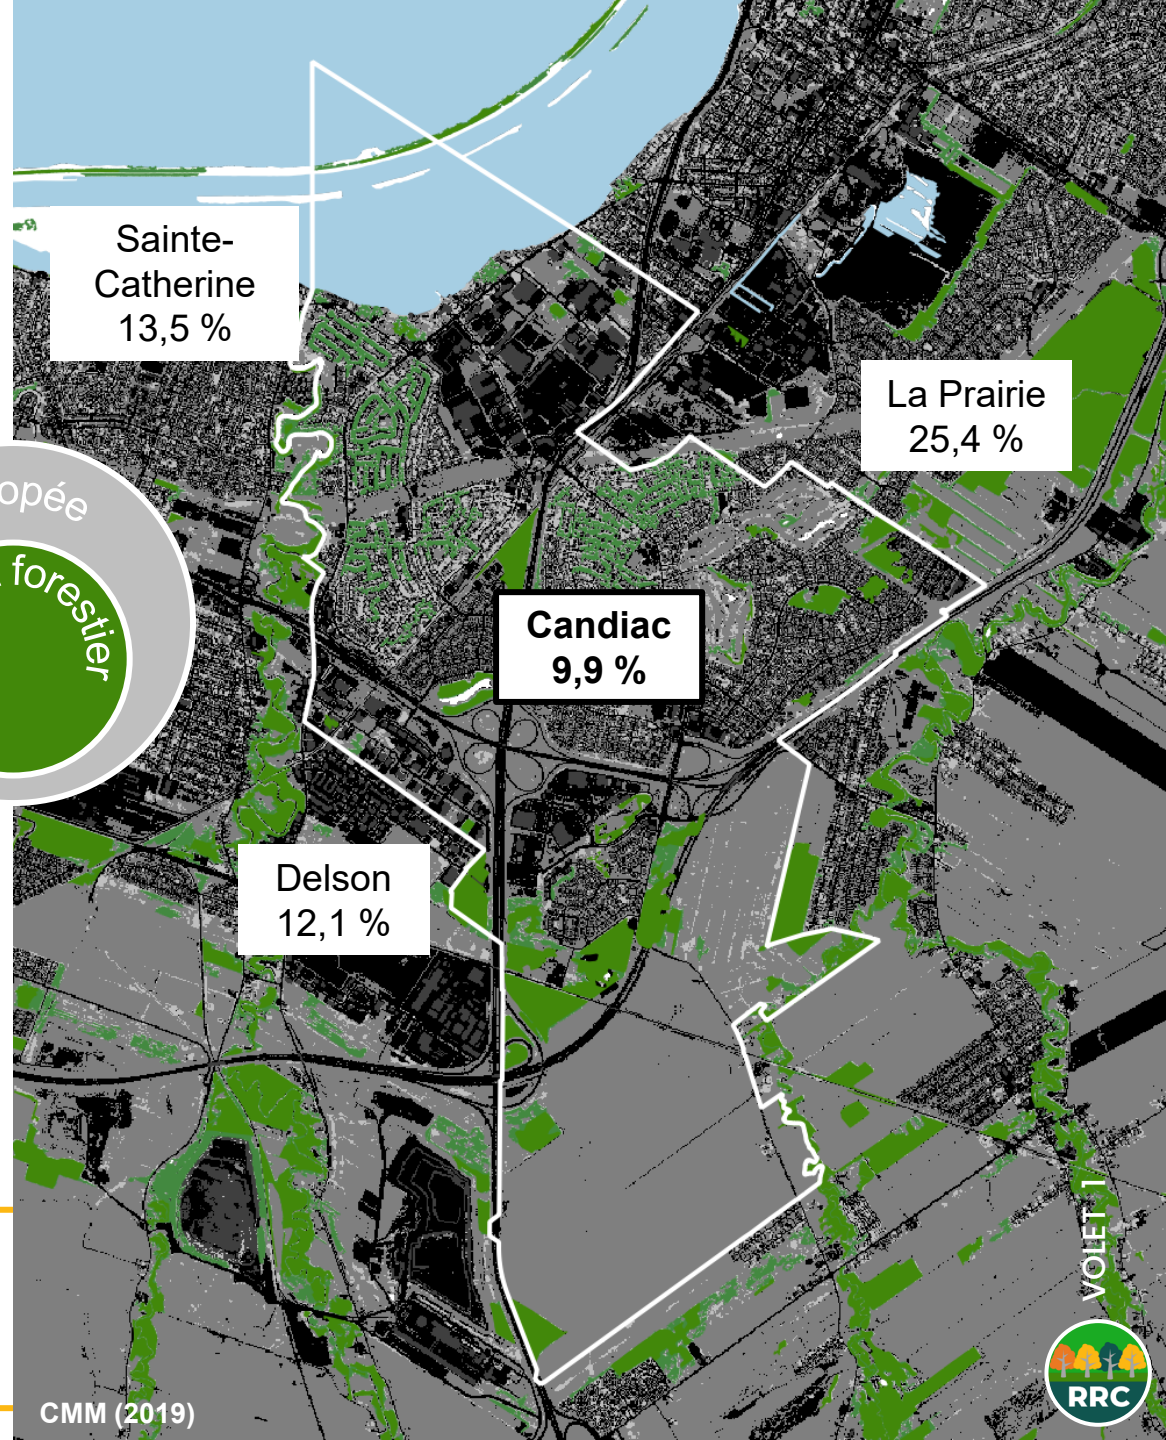 Sainte-
Catherine
13,5 %
La Prairie
25,4 %
opée
forestier
Candiac
9,9 %
Delson
12,1 %
VOLET 1
RRC
CMM (2019)